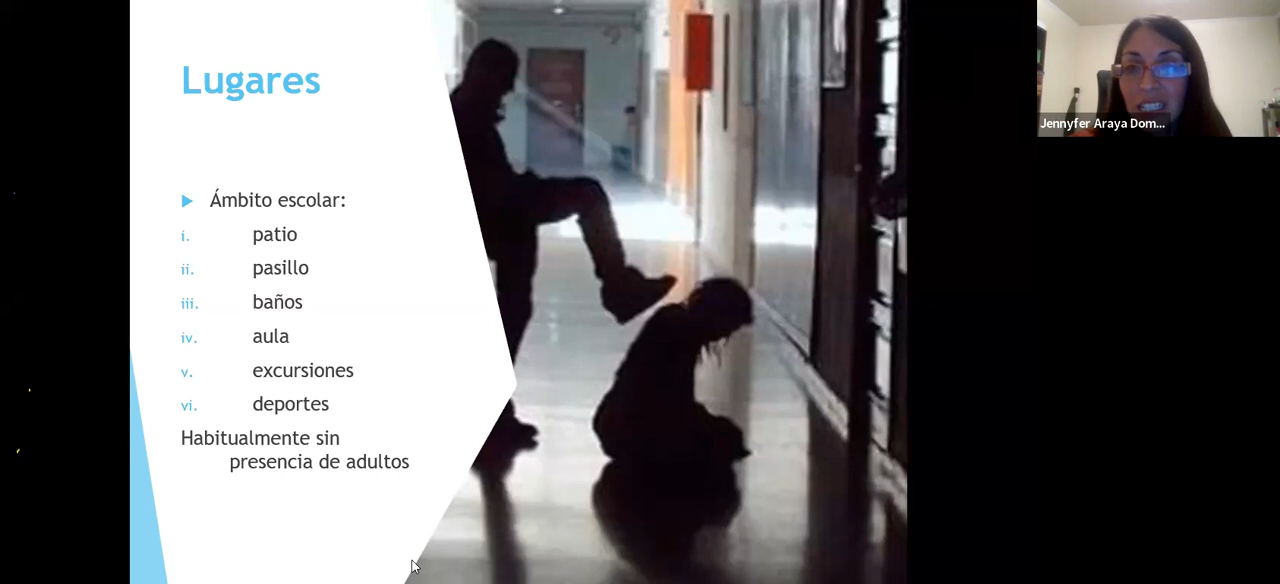 Lugares
Ámbito escolar:
i. patio
ii. pasillo
iii. baños
iv. aula
v. excursiones
vi. deportes
Habitualmente sin
presencia de adultos
Jennyfer Araya Dom...